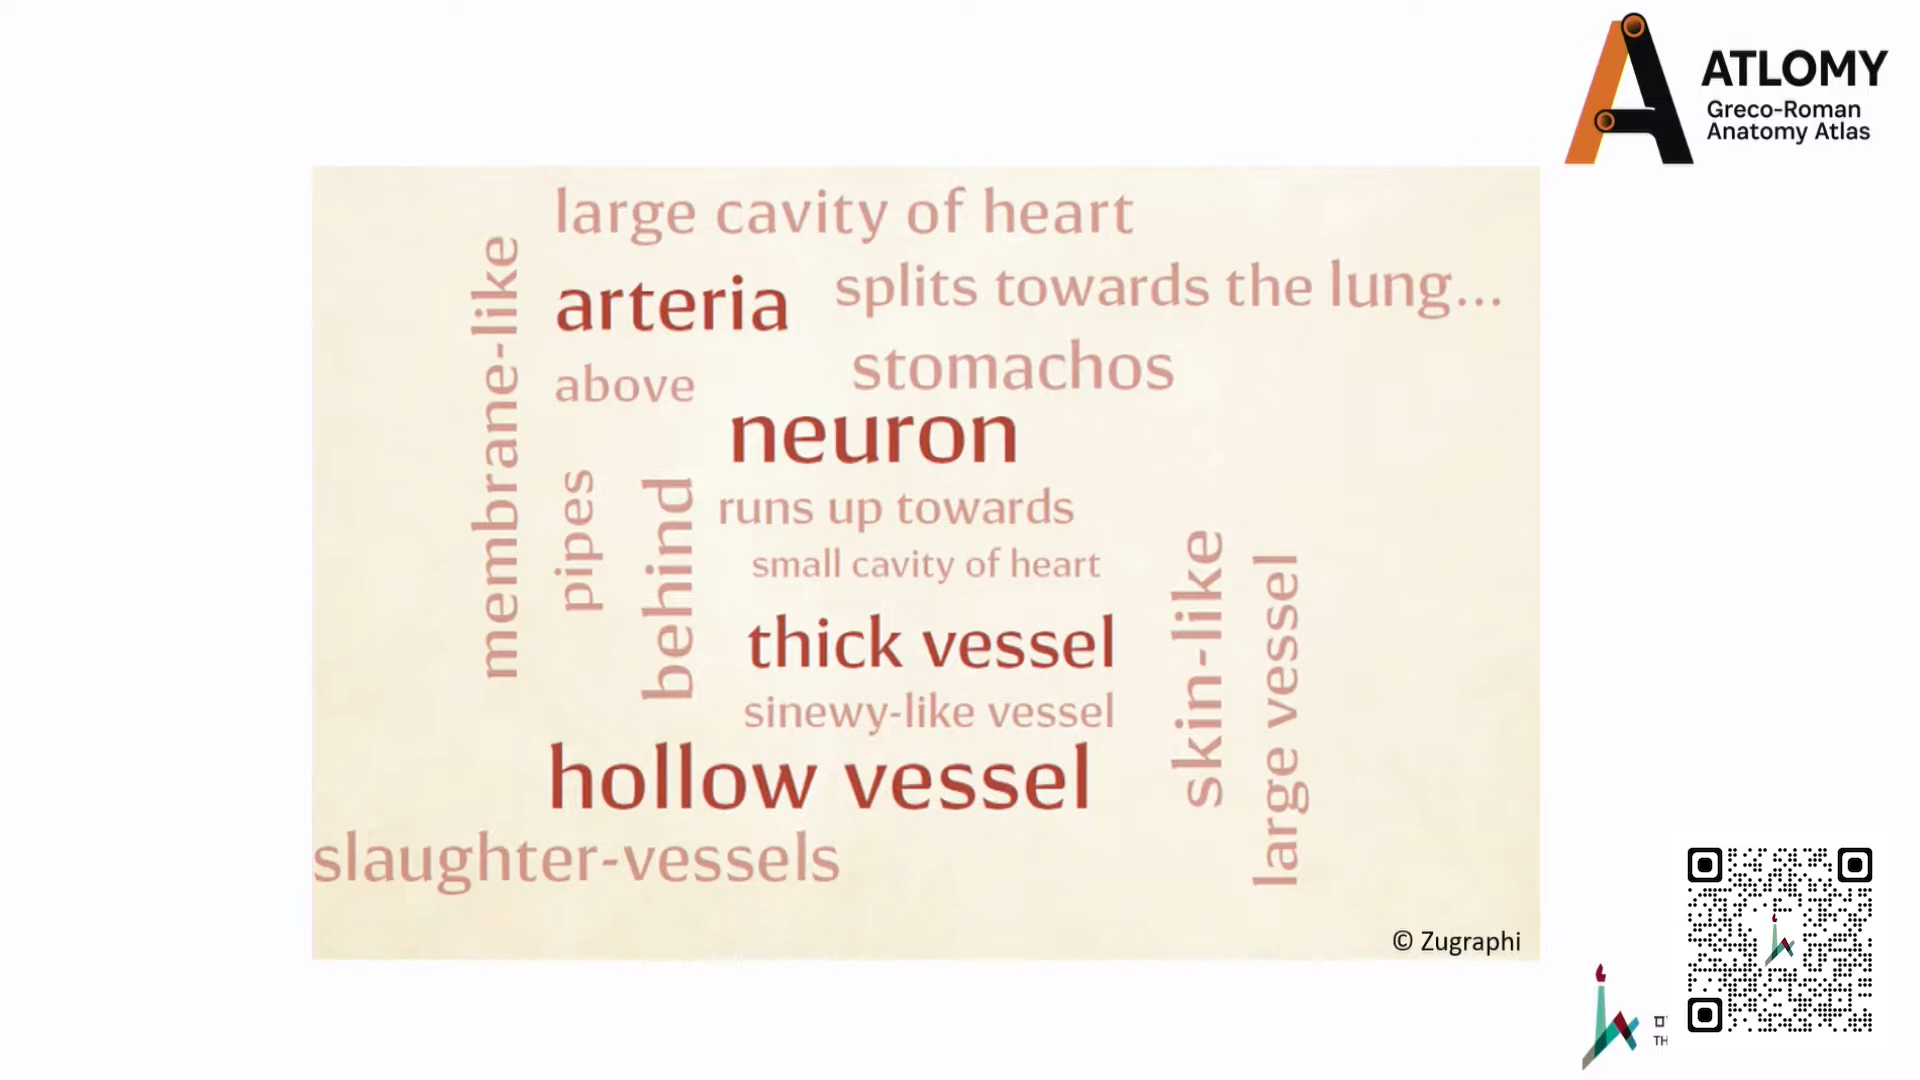 ATLOMY
Greco-Roman
Anatomy Atlas
large cavity of heart
membrane-like
arteria
splits towards the lung...
above
stomachos
neuron
pipes
behind
runs up towards
small cavity of heart
skin-like
large vessel
thick vessel
sinewy-like vessel
hollow vessel
slaughter-vessels
© Zugraphi